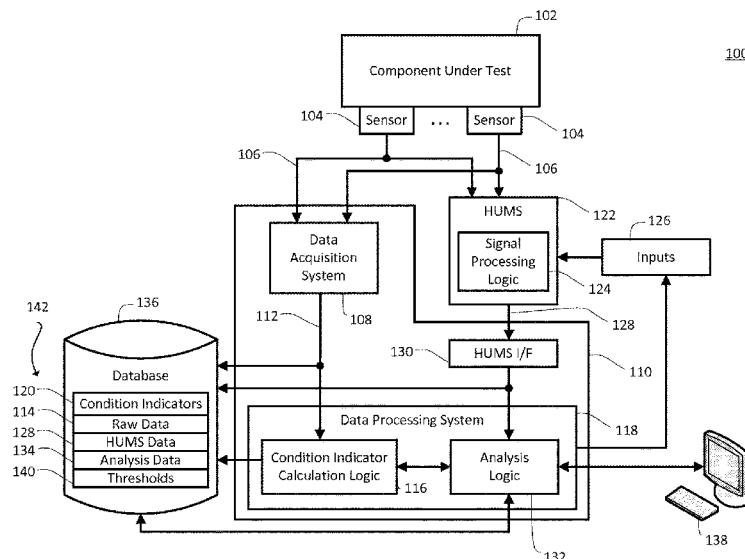 102
100
Component Under Test
104
Sensor
...
Sensor
104
106
106
HUMS
122
126
Data
Acquisition
System
Signal
Processing
Logic
124
Inputs
142
136
112
108
128
130
HUMS I/F
110
Database
120
Condition Indicators
114
Raw Data
128
HUMS Data
134
Analysis Data
140
Thresholds
Data Processing System
118
Condition Indicator
Calculation Logic
116
Analysis
Logic
132
138